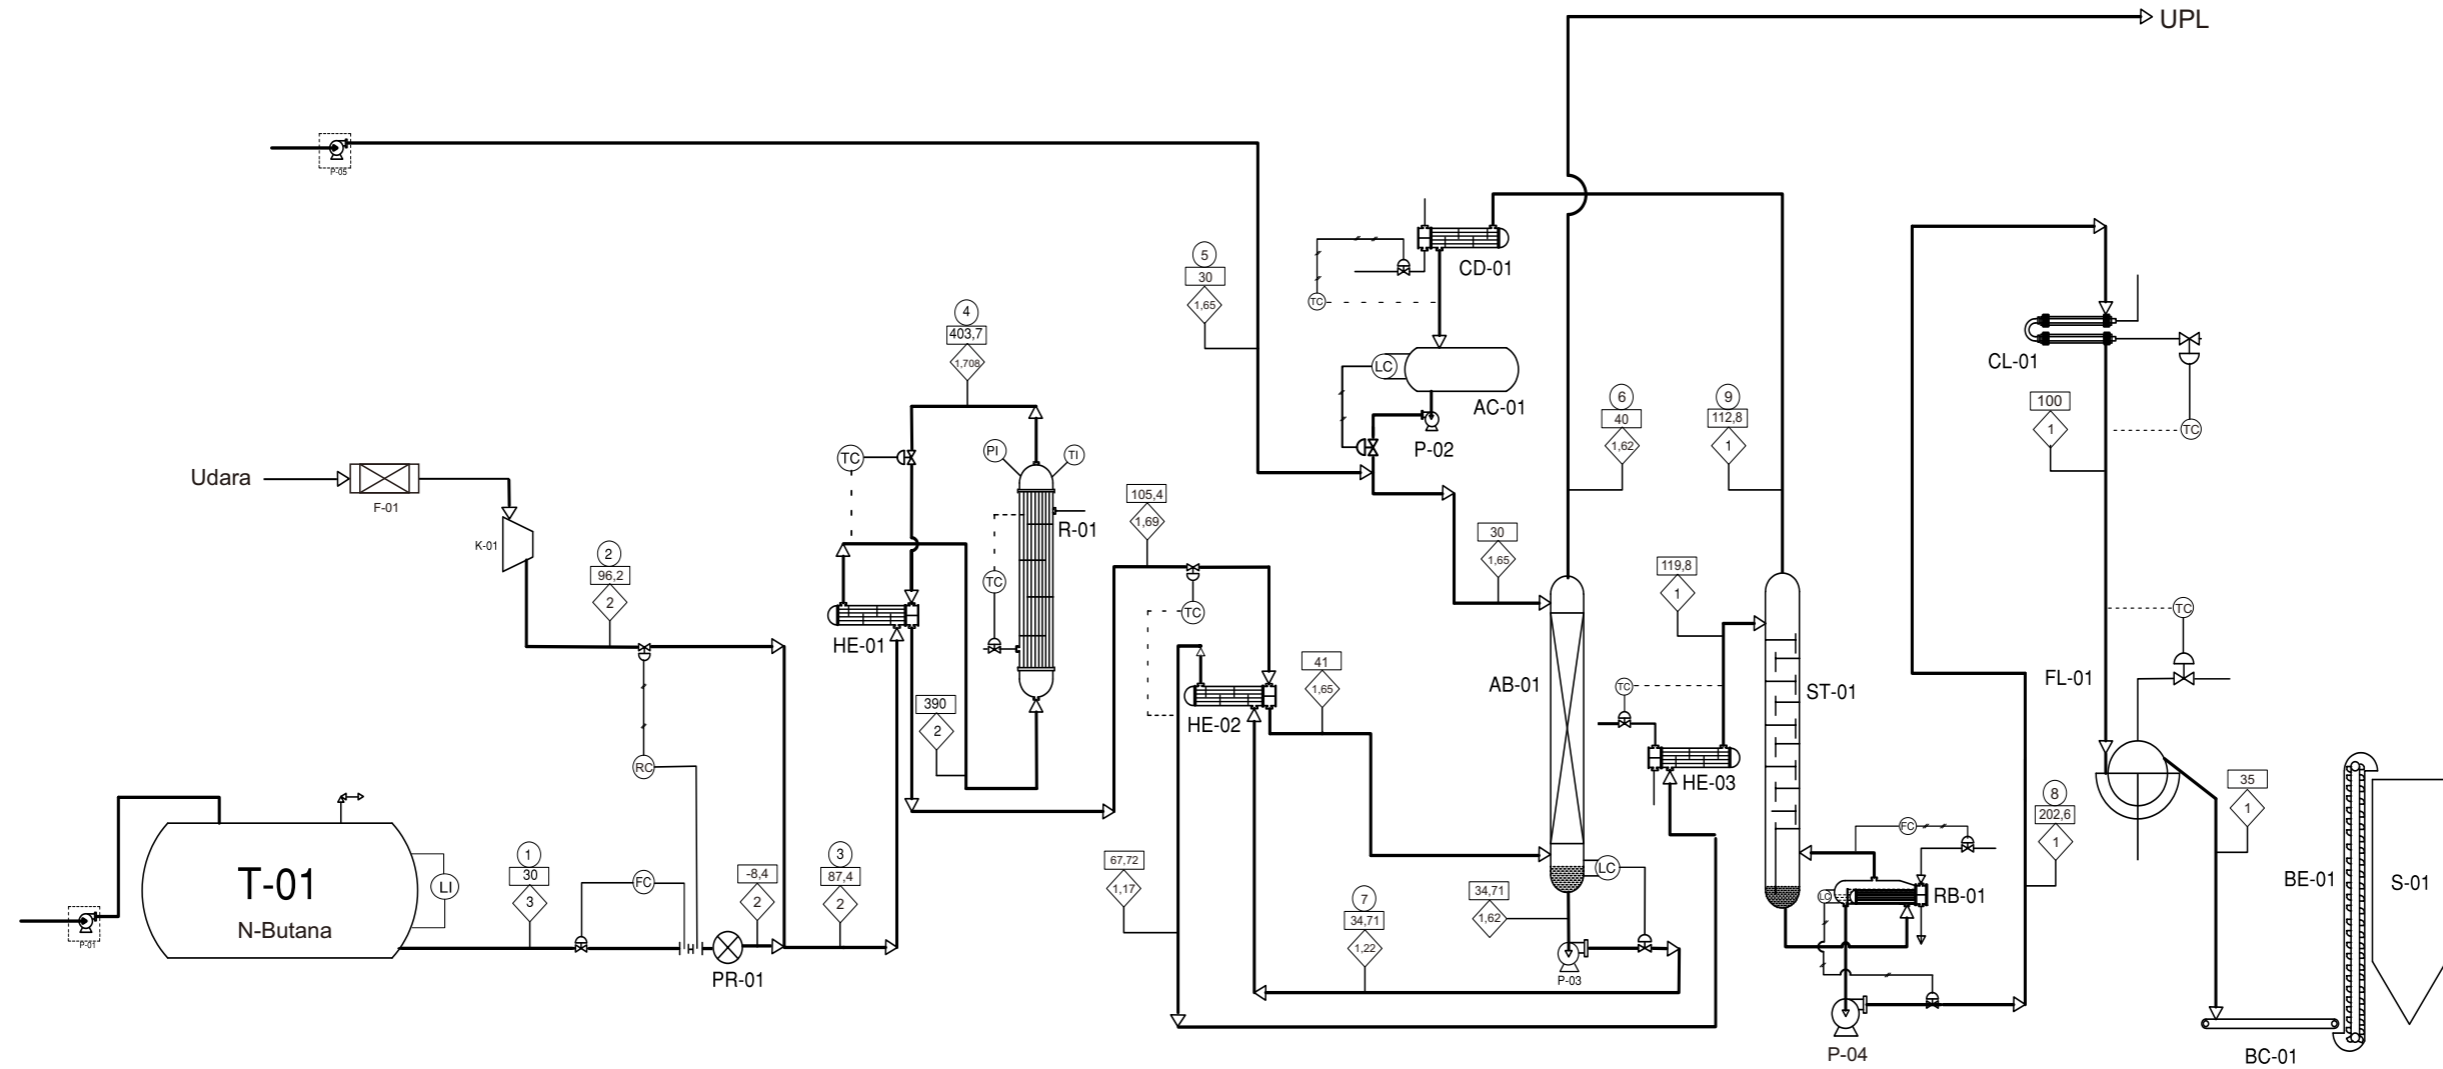 UPL
P-05
5
30
1,65
CD-01
TC
LC
AC-01
P-02
4
403,7
1,708
TC
PI
TI
R-01
TC
HE-01
390
2
Udara
F-01
K-01
2
96,2
2
RC
T-01
N-Butana
LI
P-01
1
30
3
FC
PR-01
-8,4
2
3
87,4
2
105,4
1,69
TC
HE-02
41
1,65
67,72
1,17
7
34,71
1,22
30
1,65
6
40
1,62
AB-01
LC
34,71
1,62
P-03
9
112,8
1
119,8
1
TC
HE-03
ST-01
FC
LC
RB-01
P-04
8
202,6
1
CL-01
TC
100
1
TC
FL-01
35
1
BC-01
BE-01
S-01